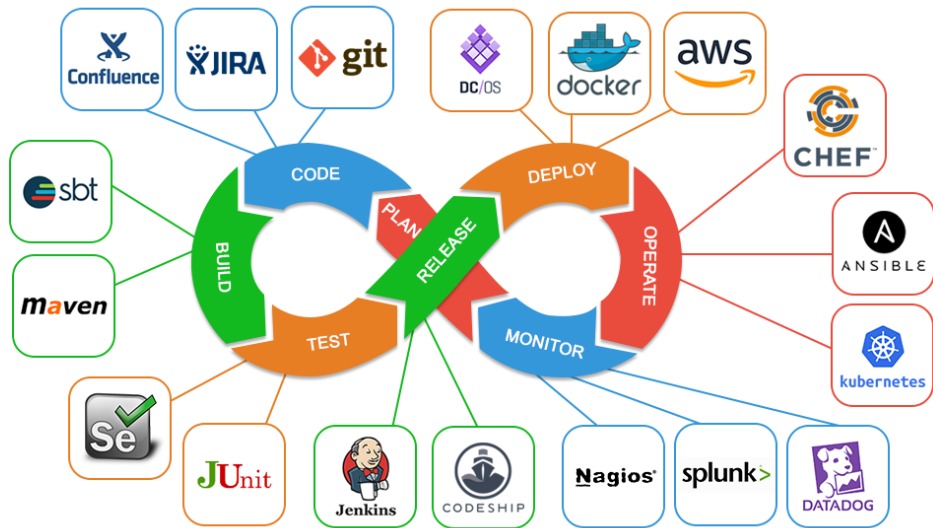 Confluence
JIRA
git
DC/OS
docker
aws
CHEF™
sbt
CODE
DEPLOY
PLAN
RELEASE
BUILD
OPERATE
ANSIBLE
maven
TEST
MONITOR
kubernetes
Se
JUnit
Jenkins
CODESHIP
Nagios®
splunk>
DATADOG